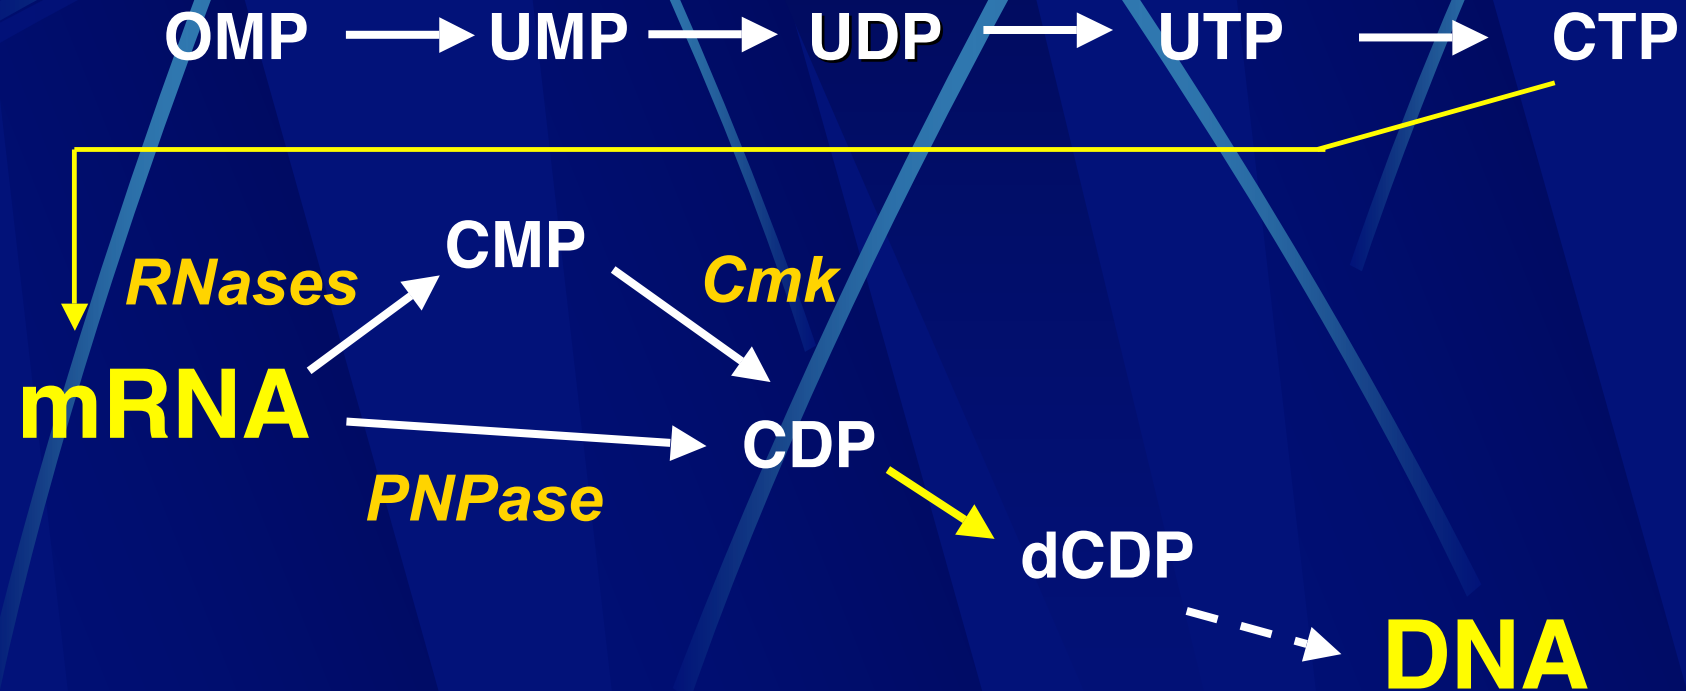 OMP UMP UDP UTP CTP
CMP
RNases Cmk
mRNA
CDP
PNPase
dCDP
DNA